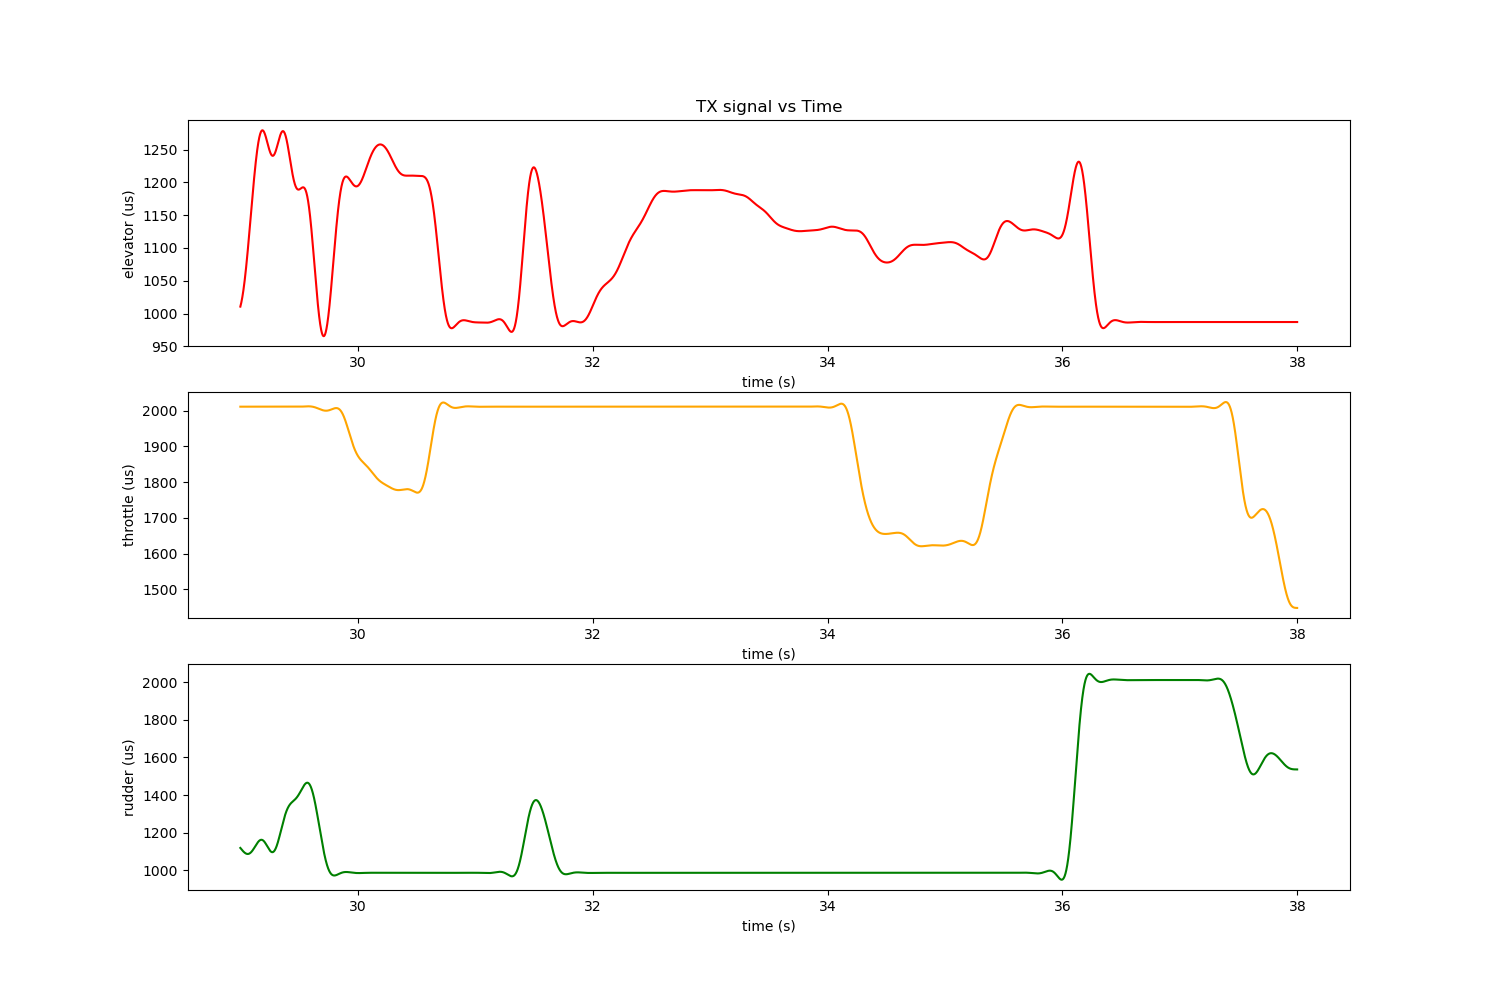 TX signal vs Time
elevator (us)
1250
1200
1150
1100
1050
1000
950
30 32 34 36 38
time (s)
throttle (us)
2000
1900
1800
1700
1600
1500
30 32 34 36 38
time (s)
rudder (us)
2000
1800
1600
1400
1200
1000
30 32 34 36 38
time (s)